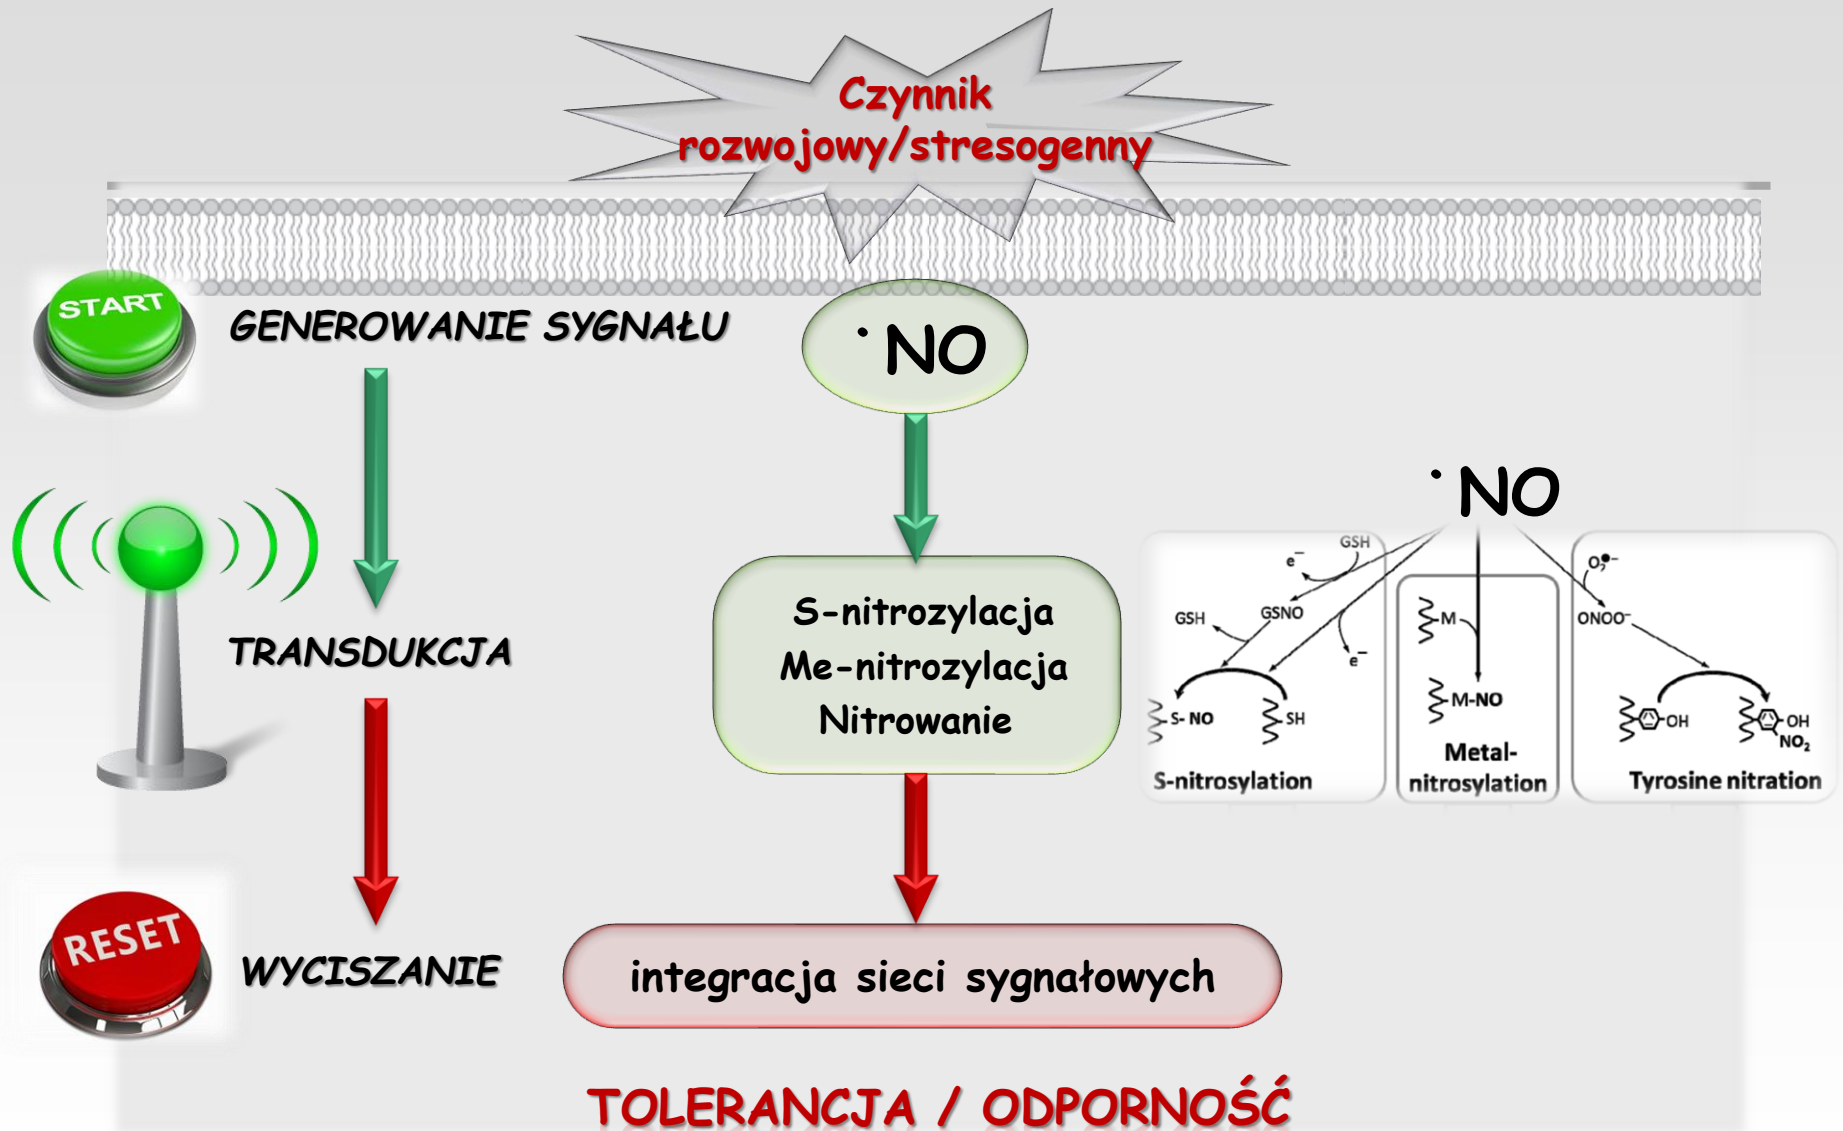 Czynnik
rozwojowy/stresogenny
START
GENEROWANIE SYGNAŁU
˙NO
˙NO
GSH
e⁻
GSH
GSNO
e⁻
S- NO
SH
S-nitrosylation
M
M-NO
Metal-
nitrosylation
O₂•−
ONOO⁻
OH
OH
NO₂
Tyrosine nitration
TRANSDUKCJA
S-nitrozylacja
Me-nitrozylacja
Nitrowanie
RESET
WYCISZANIE
integracja sieci sygnałowych
TOLERANCJA / ODPORNOŚĆ